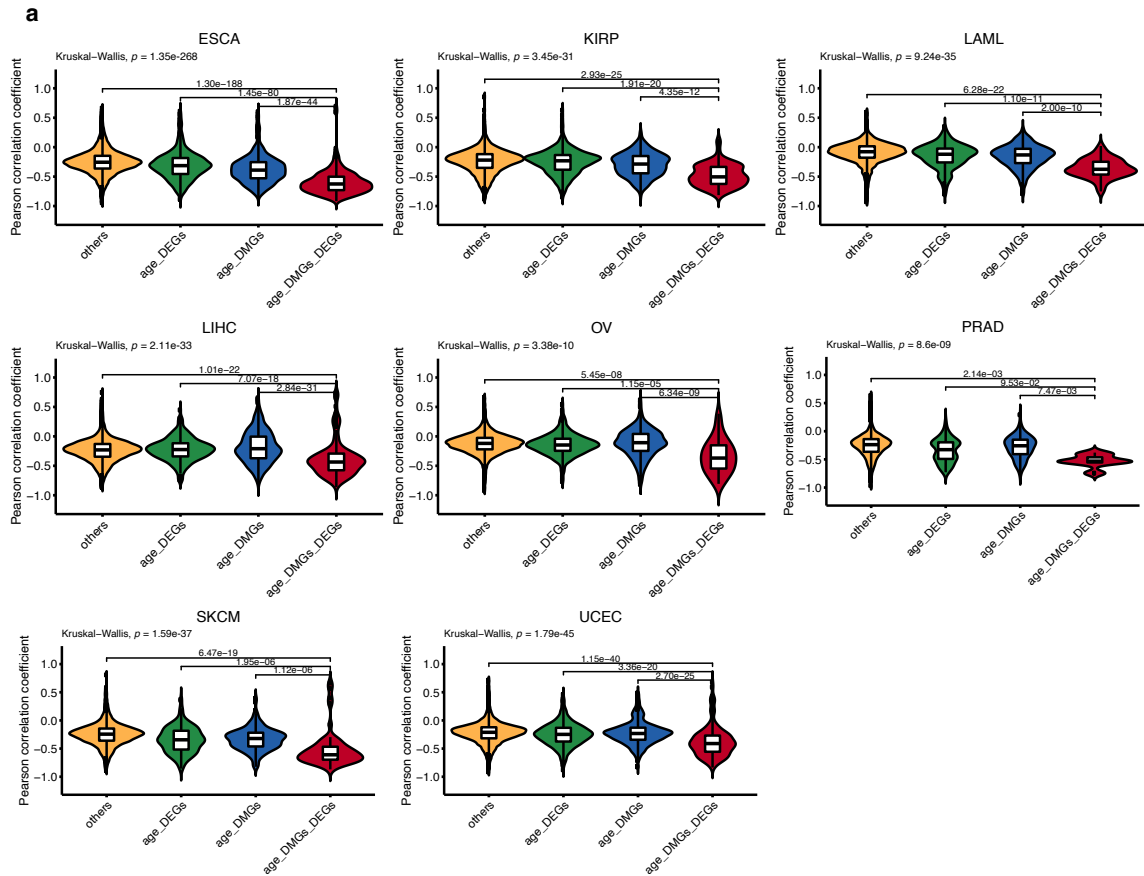 a
ESCA
Kruskal−Wallis, p = 1.35e−268
Pearson correlation coefficient
1.0
0.5
0.0
−0.5
−1.0
1.30e−188
1.45e−80
1.87e−44
others
age_DEGs
age_DMGs
age_DMGs_DEGs
KIRP
Kruskal−Wallis, p = 3.45e−31
Pearson correlation coefficient
1.0
0.5
0.0
−0.5
−1.0
2.93e−25
1.91e−20
4.35e−12
others
age_DEGs
age_DMGs
age_DMGs_DEGs
LAML
Kruskal−Wallis, p = 9.24e−35
Pearson correlation coefficient
1.0
0.5
0.0
−0.5
−1.0
6.28e−22
1.10e−11
2.00e−10
others
age_DEGs
age_DMGs
age_DMGs_DEGs
LIHC
Kruskal−Wallis, p = 2.11e−33
Pearson correlation coefficient
1.0
0.5
0.0
−0.5
−1.0
1.01e−22
7.07e−18
2.84e−31
others
age_DEGs
age_DMGs
age_DMGs_DEGs
OV
Kruskal−Wallis, p = 3.38e−10
Pearson correlation coefficient
1.0
0.5
0.0
−0.5
−1.0
5.45e−08
1.15e−05
6.34e−09
others
age_DEGs
age_DMGs
age_DMGs_DEGs
PRAD
Kruskal−Wallis, p = 8.6e−09
Pearson correlation coefficient
1.0
0.5
0.0
−0.5
−1.0
2.14e−03
9.53e−02
7.47e−03
others
age_DEGs
age_DMGs
age_DMGs_DEGs
SKCM
Kruskal−Wallis, p = 1.59e−37
Pearson correlation coefficient
1.0
0.5
0.0
−0.5
−1.0
6.47e−19
1.95e−06
1.12e−06
others
age_DEGs
age_DMGs
age_DMGs_DEGs
UCEC
Kruskal−Wallis, p = 1.79e−45
Pearson correlation coefficient
1.0
0.5
0.0
−0.5
−1.0
1.15e−40
3.36e−20
2.70e−25
others
age_DEGs
age_DMGs
age_DMGs_DEGs